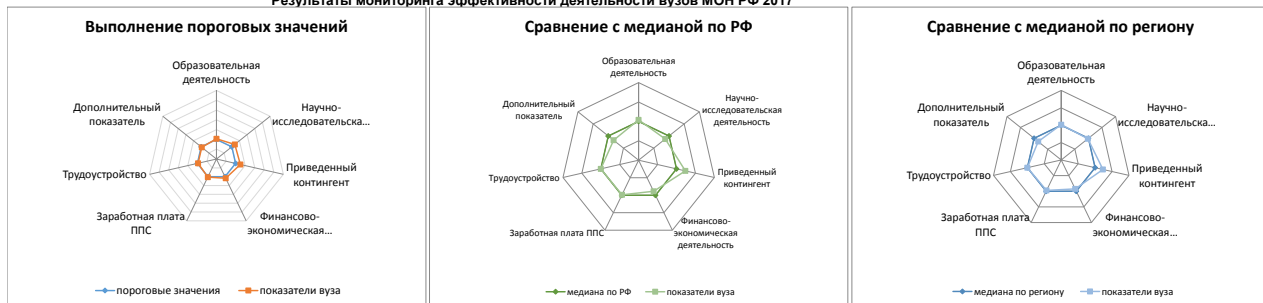 Результаты мониторинга эффективности деятельности вузов МОН РФ 2017
Выполнение пороговых значений
Образовательная
деятельность
Научно-
исследовательска...
Приведенный
контингент
Финансово-
экономическая...
Заработная плата
ППС
Трудоустройство
Дополнительный
показатель
пороговые значения
показатели вуза
Сравнение с медианой по РФ
Образовательная
деятельность
Научно-
исследовательская
деятельность
Приведенный
контингент
Финансово-
экономическая
деятельность
Заработная плата ППС
Трудоустройство
Дополнительный
показатель
медиана по РФ
показатели вуза
Сравнение с медианой по региону
Образовательная
деятельность
Научно-
исследовательска...
Приведенный
контингент
Финансово-
экономическая...
Заработная плата
ППС
Трудоустройство
Дополнительный
показатель
медиана по региону
показатели вуза